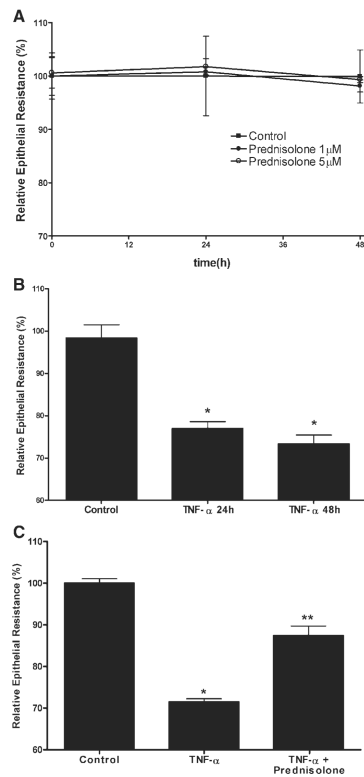 A
Relative Epithelial Resistance (%)
110
100
90
80
70
0
12
24
36
48
time(h)
Control
Prednisolone 1µM
Prednisolone 5µM
B
Relative Epithelial Resistance (%)
110
100
90
80
70
60
*
*
Control
TNF-α 24h
TNF-α 48h
C
Relative Epithelial Resistance (%)
110
100
90
80
70
60
*
**
Control
TNF-α
TNF-α +
Prednisolone